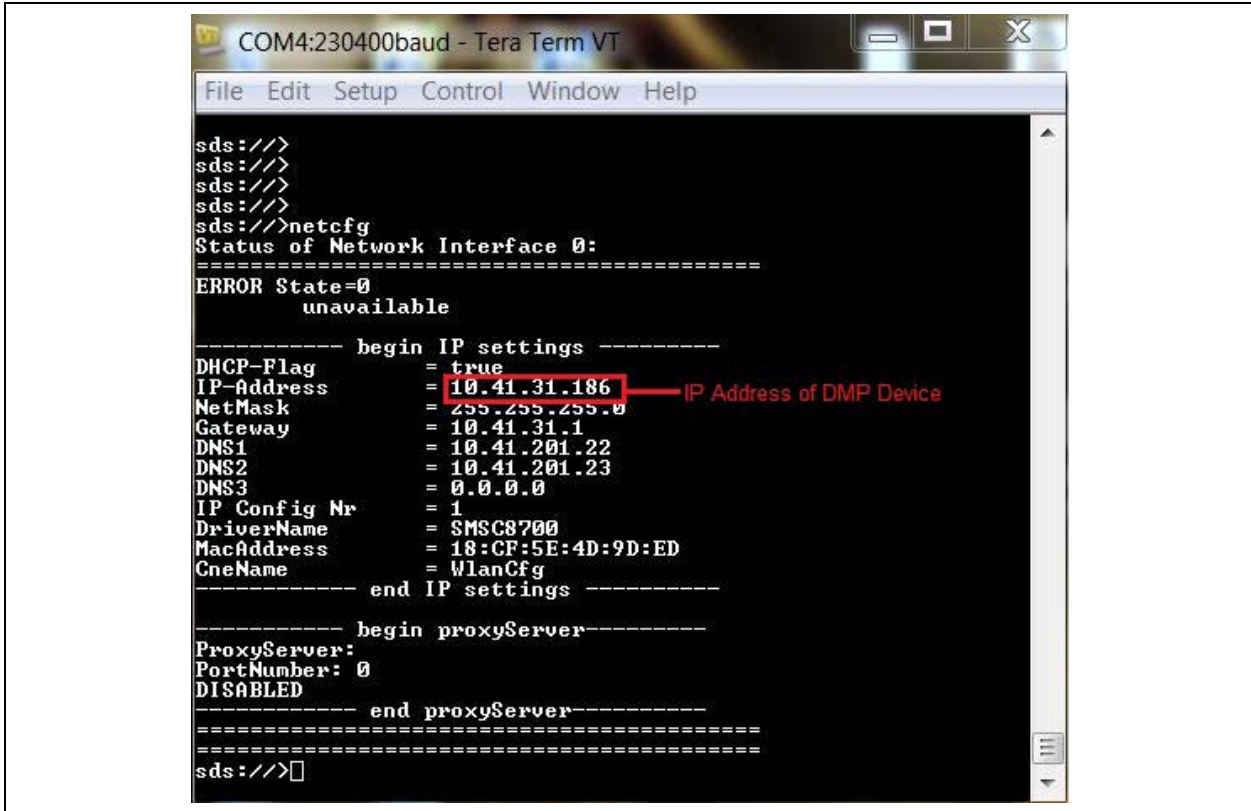 COM4:230400baud - Tera Term VT
File Edit Setup Control Window Help
sds://>
sds://>
sds://>
sds://>
sds://>netcfg
Status of Network Interface 0:
==========================================
ERROR State=0
unavailable
----------- begin IP settings ---------
DHCP-Flag = true
IP-Address = 10.41.31.186 IP Address of DMP Device
NetMask = 255.255.255.0
Gateway = 10.41.31.1
DNS1 = 10.41.201.22
DNS2 = 10.41.201.23
DNS3 = 0.0.0.0
IP Config Nr = 1
DriverName = SMSC8700
MacAddress = 18:CF:5E:4D:9D:ED
CneName = WlanCfg
------------ end IP settings ----------
----------- begin proxyServer---------
ProxyServer:
PortNumber: 0
DISABLED
------------ end proxyServer----------
==========================================
==========================================
sds://>